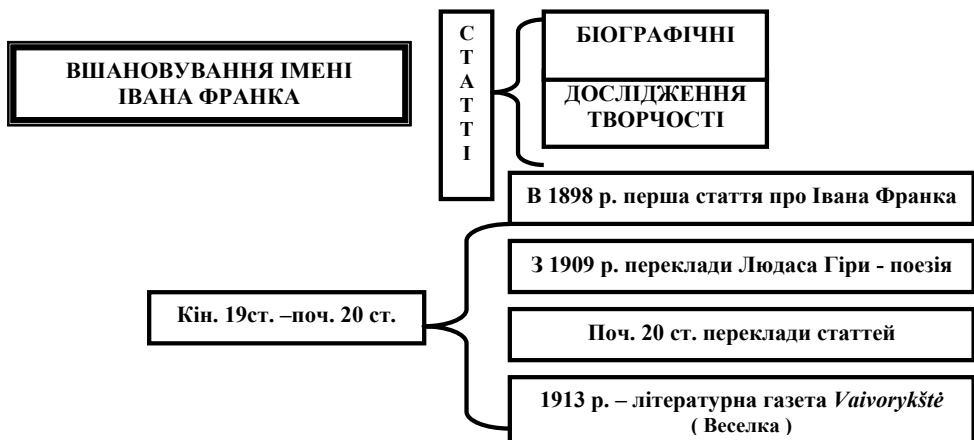 ВШАНОВУВАННЯ ІМЕНІ
ІВАНА ФРАНКА
С
Т
А
Т
Т
І
БІОГРАФІЧНІ
ДОСЛІДЖЕННЯ
ТВОРЧОСТІ
Кін. 19ст. –поч. 20 ст.
В 1898 р. перша стаття про Івана Франка
З 1909 р. переклади Людаса Гіри - поезія
Поч. 20 ст. переклади статтей
1913 р. – літературна газета Vaivorykštė
( Веселка )